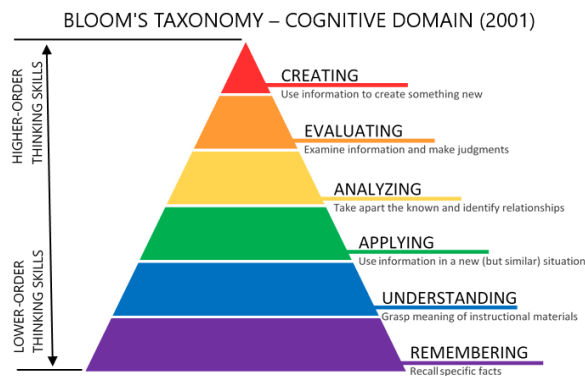 BLOOM'S TAXONOMY – COGNITIVE DOMAIN (2001)
HIGHER-ORDER
THINKING SKILLS
CREATING
Use information to create something new
EVALUATING
Examine information and make judgments
ANALYZING
Take apart the known and identify relationships
APPLYING
Use information in a new (but similar) situation
LOWER-ORDER
THINKING SKILLS
UNDERSTANDING
Grasp meaning of instructional materials
REMEMBERING
Recall specific facts